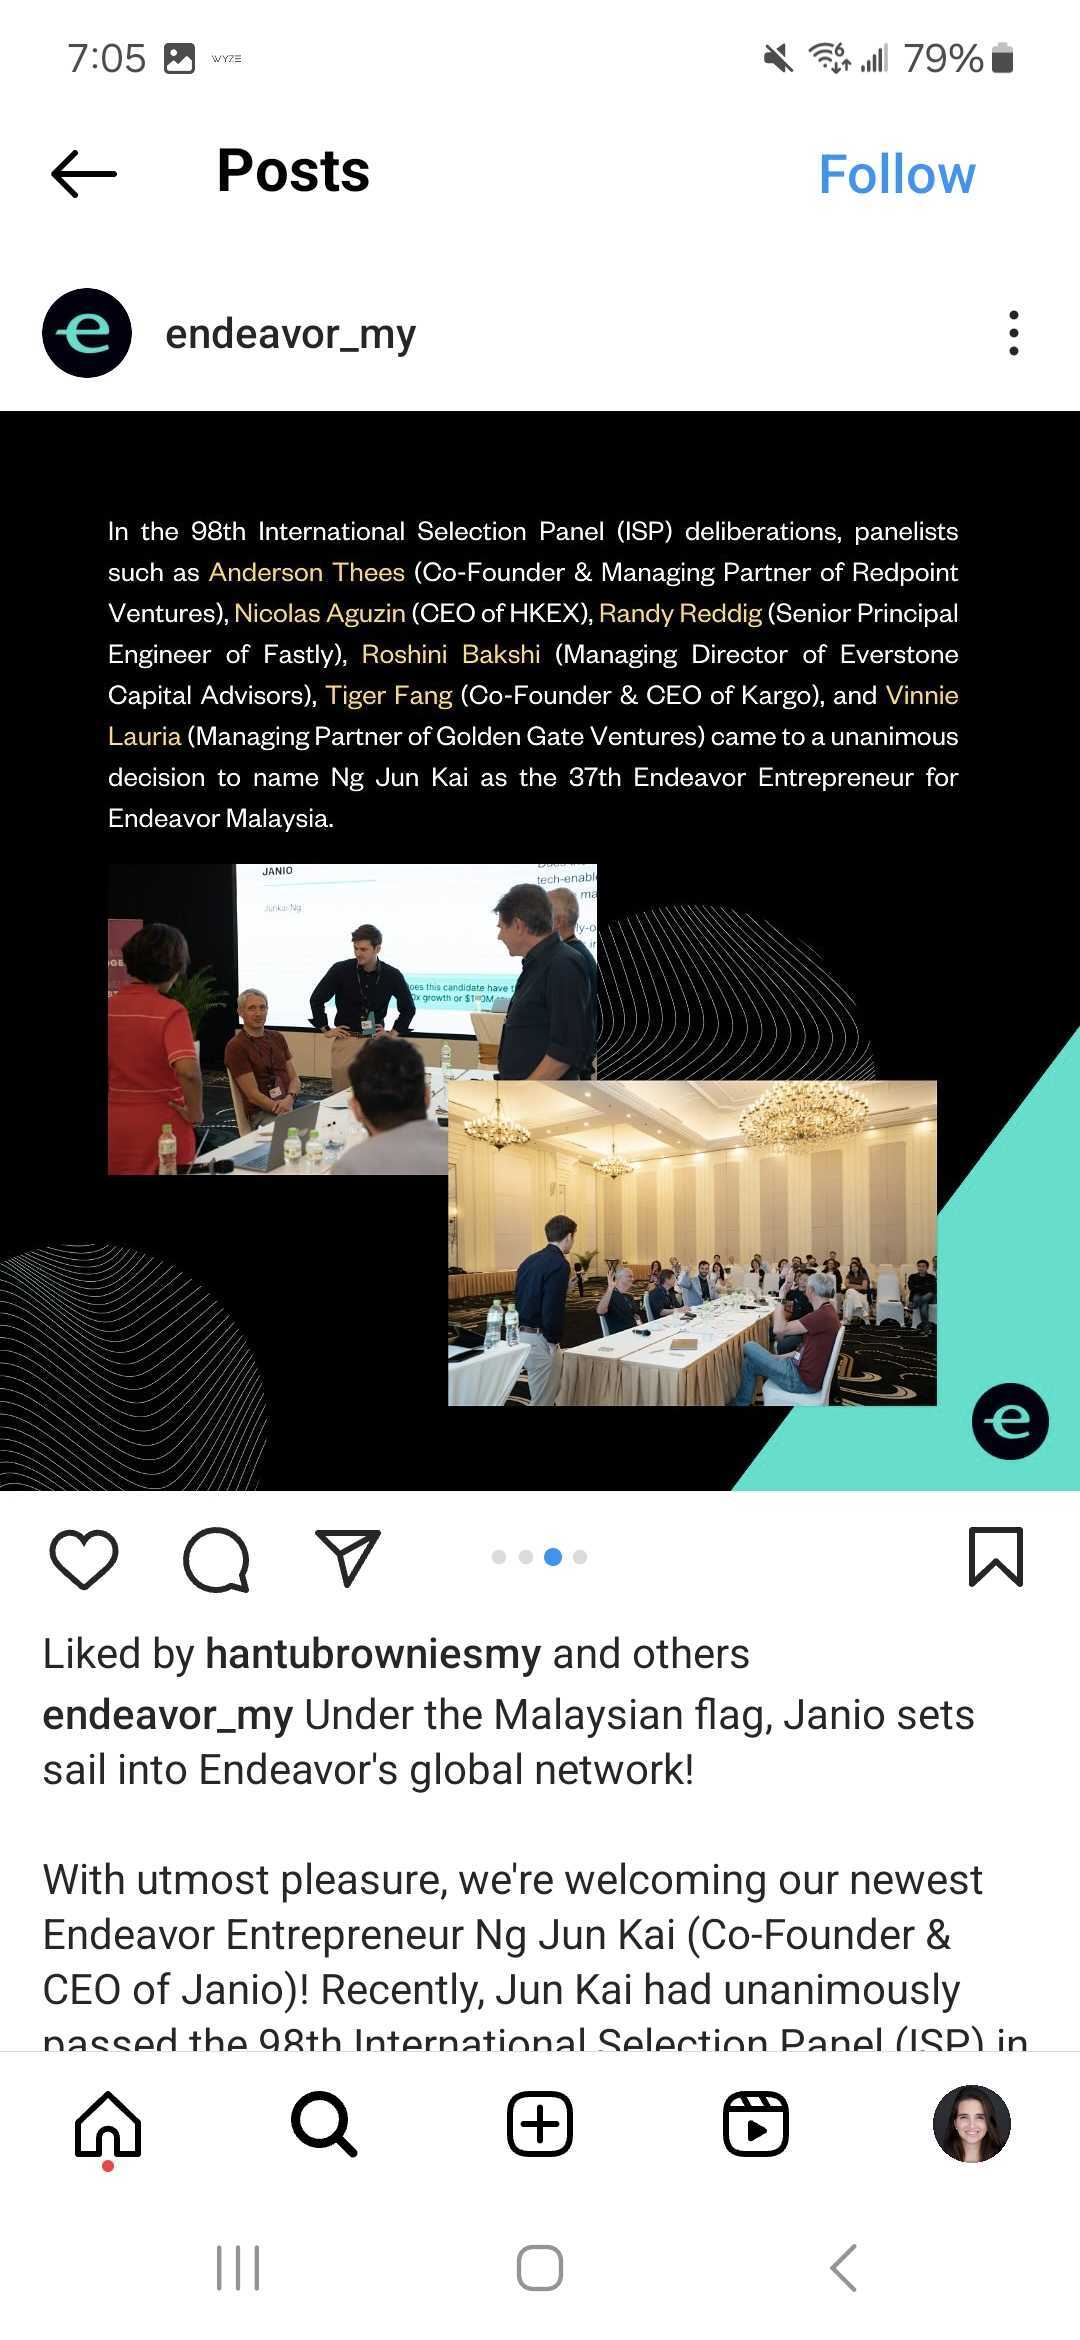 7:05 WYZE 79%
Posts Follow
endeavor_my
In the 98th International Selection Panel (ISP) deliberations, panelists
such as Anderson Thees (Co-Founder & Managing Partner of Redpoint
Ventures), Nicolas Aguzin (CEO of HKEX), Randy Reddig (Senior Principal
Engineer of Fastly), Roshini Bakshi (Managing Director of Everstone
Capital Advisors), Tiger Fang (Co-Founder & CEO of Kargo), and Vinnie
Lauria (Managing Partner of Golden Gate Ventures) came to a unanimous
decision to name Ng Jun Kai as the 37th Endeavor Entrepreneur for
Endeavor Malaysia.
JANIO
Junkai Ng
tech-enabl
this candidate have
growth or
e
Liked by hantubrowniesmy and others
endeavor_my Under the Malaysian flag, Janio sets
sail into Endeavor's global network!
With utmost pleasure, we're welcoming our newest
Endeavor Entrepreneur Ng Jun Kai (Co-Founder &
CEO of Janio)! Recently, Jun Kai had unanimously
passed the 98th International Selection Panel (ISP) in